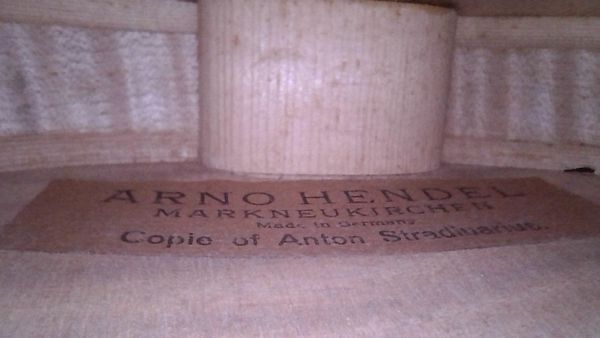 ARNO HENDEL
MARKNEUKIRCHEN
Made in Germany
Copie of Anton Stradiuarius.